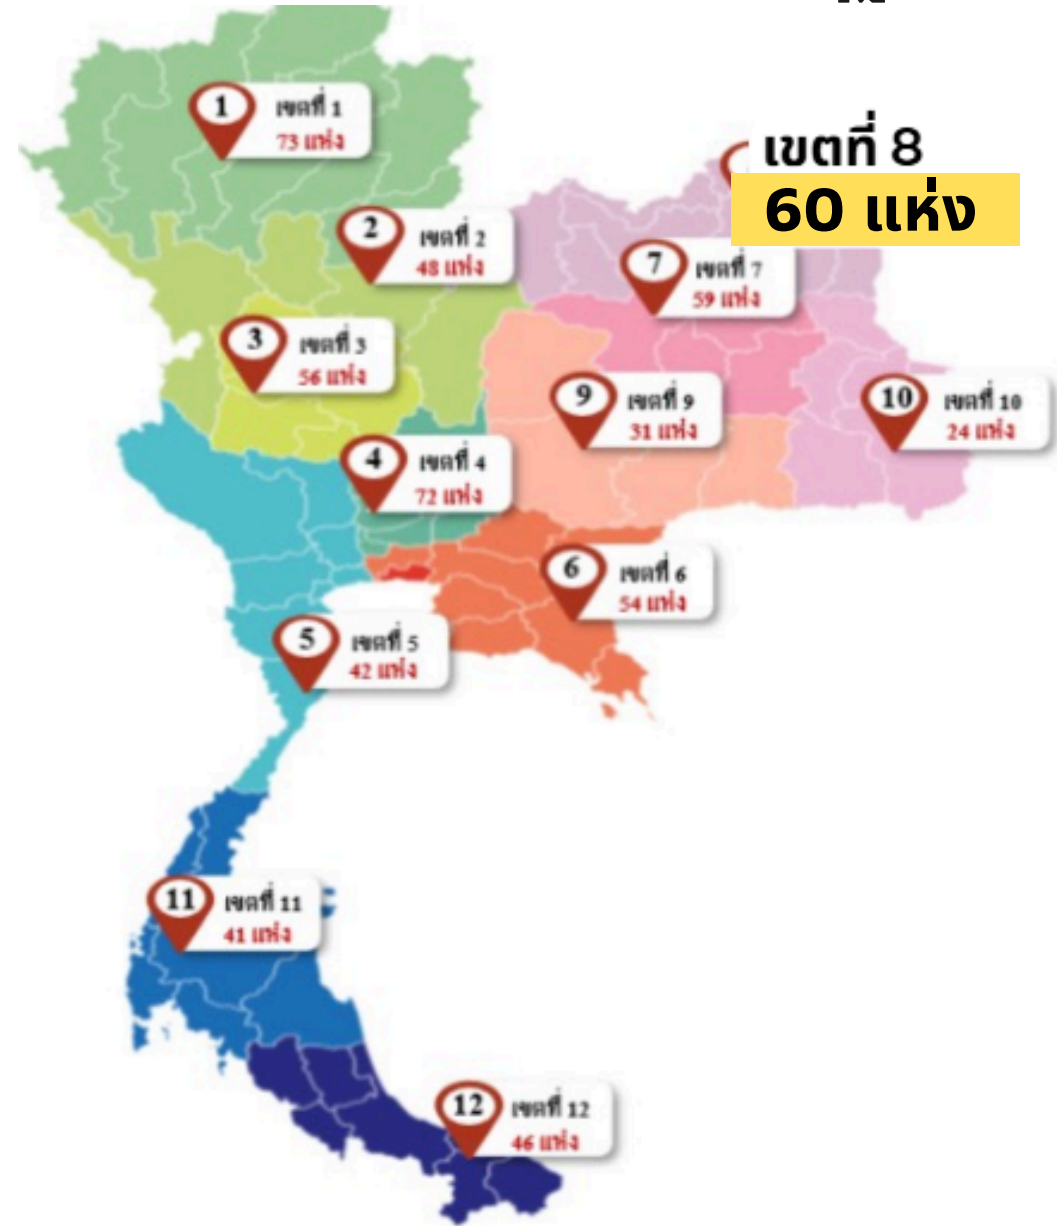 1
เขตที่ 1
73 แห่ง
เขตที่ 8
60 แห่ง
2
เขตที่ 2
48 แห่ง
7
เขตที่ 7
59 แห่ง
3
เขตที่ 3
56 แห่ง
9
เขตที่ 9
31 แห่ง
10
เขตที่ 10
24 แห่ง
4
เขตที่ 4
72 แห่ง
6
เขตที่ 6
54 แห่ง
5
เขตที่ 5
42 แห่ง
11
เขตที่ 11
41 แห่ง
12
เขตที่ 12
46 แห่ง